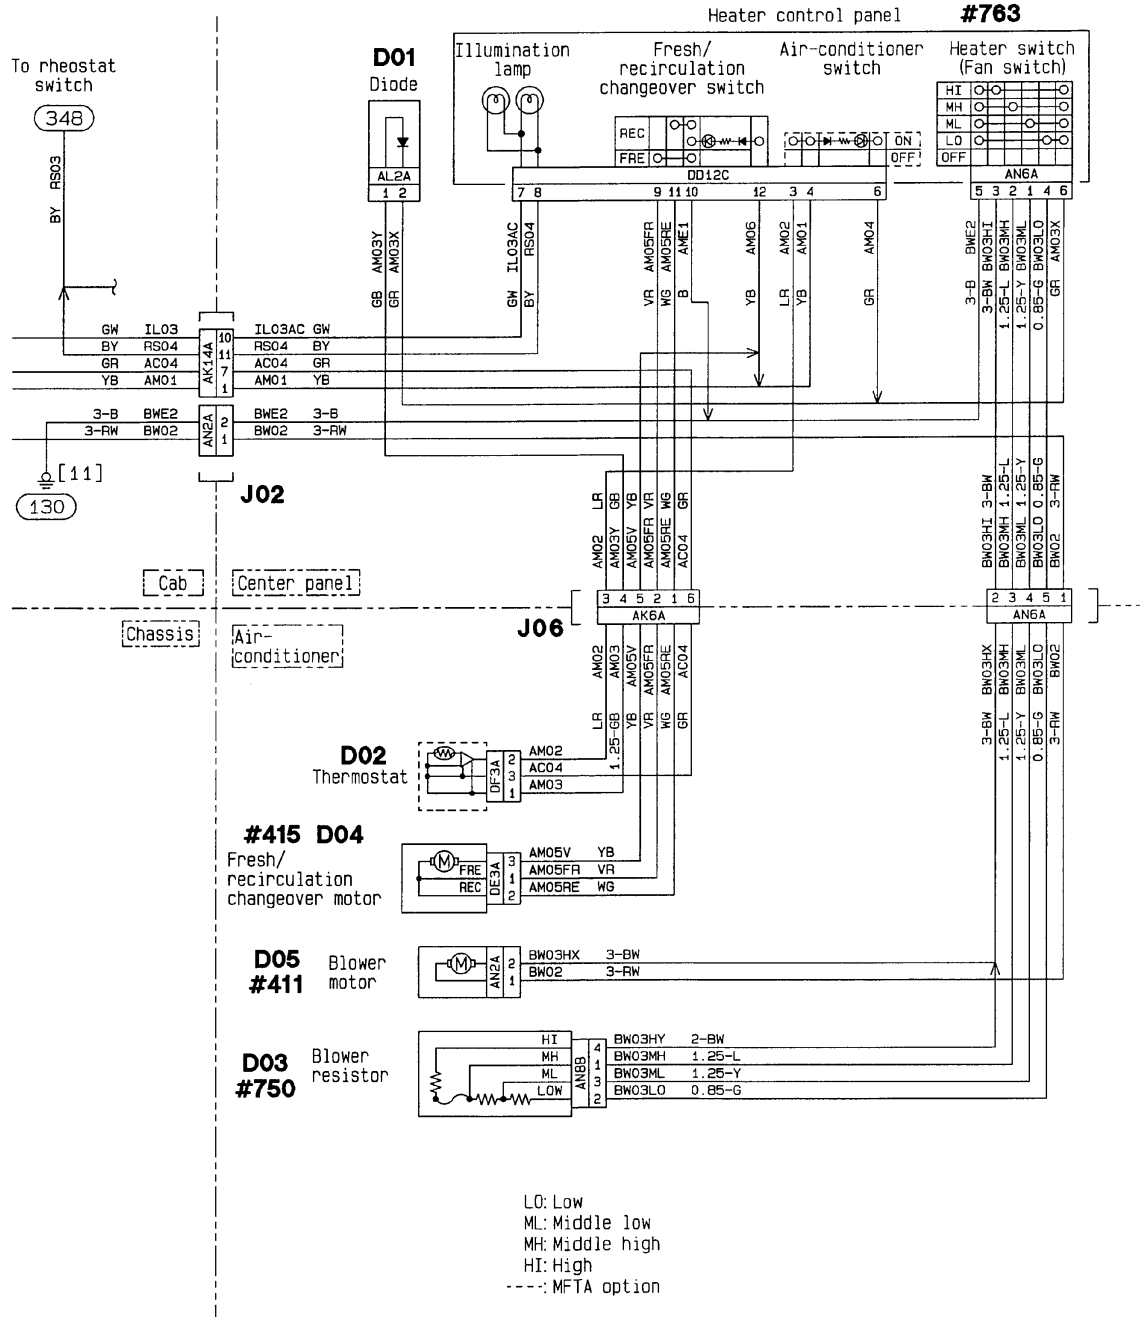 Heater control panel #763
To rheostat
switch
348
BY RS03
D01
Diode
AL2A
1 2
Illumination
lamp
Fresh/
recirculation
changeover switch
REC
FRE
Air-conditioner
switch
ON
OFF
Heater switch
(Fan switch)
HI
MH
ML
LO
OFF
DD12C
AN6A
7 8 9 11 10 12 3 4 6
5 3 2 1 4 6
GB AM03Y
GR AM03X
GW IL03AC
BY RS04
VR AM05FR
WG AM05RE
B AME1
YB AM06
LR AM02
YB AM01
GR AM04
3-B BWE2
3-BW BW03HI
1.25-L BW03MH
1.25-Y BW03ML
0.85-G BW03LO
GR AM03X
AK14A
GW IL03 10 IL03AC GW
BY RS04 11 RS04 BY
GR AC04 7 AC04 GR
YB AM01 1 AM01 YB
AN2A
3-B BWE2 2 BWE2 3-B
3-RW BW02 1 BW02 3-RW
[11]
130
J02
AM02 LR
AM03Y GB
AM05V YB
AM05FR VR
AM05RE WG
AC04 GR
BW03HI 3-BW
BW03MH 1.25-L
BW03ML 1.25-Y
BW03LO 0.85-G
BW02 3-RW
Cab
Center panel
Chassis
Air-
conditioner
J06
3 4 5 2 1 6
AK6A
2 3 4 5 1
AN6A
LR AM02
1.25-GB AM03
YB AM05V
VR AM05FR
WG AM05RE
GR AC04
3-BW BW03HX
1.25-L BW03MH
1.25-Y BW03ML
0.85-G BW03LO
3-RW BW02
D02
Thermostat
DF3A
2 AM02
3 AC04
1 AM03
#415 D04
Fresh/
recirculation
changeover motor
M
FRE
REC
DE3A
3 AM05V YB
1 AM05FR VR
2 AM05RE WG
D05
#411
Blower
motor
M
AN2A
2 BW03HX 3-BW
1 BW02 3-RW
D03
#750
Blower
resistor
AN8B
HI 4 BW03HY 2-BW
MH 1 BW03MH 1.25-L
ML 3 BW03ML 1.25-Y
LOW 2 BW03LO 0.85-G
LO: Low
ML: Middle low
MH: Middle high
HI: High
----: MFTA option